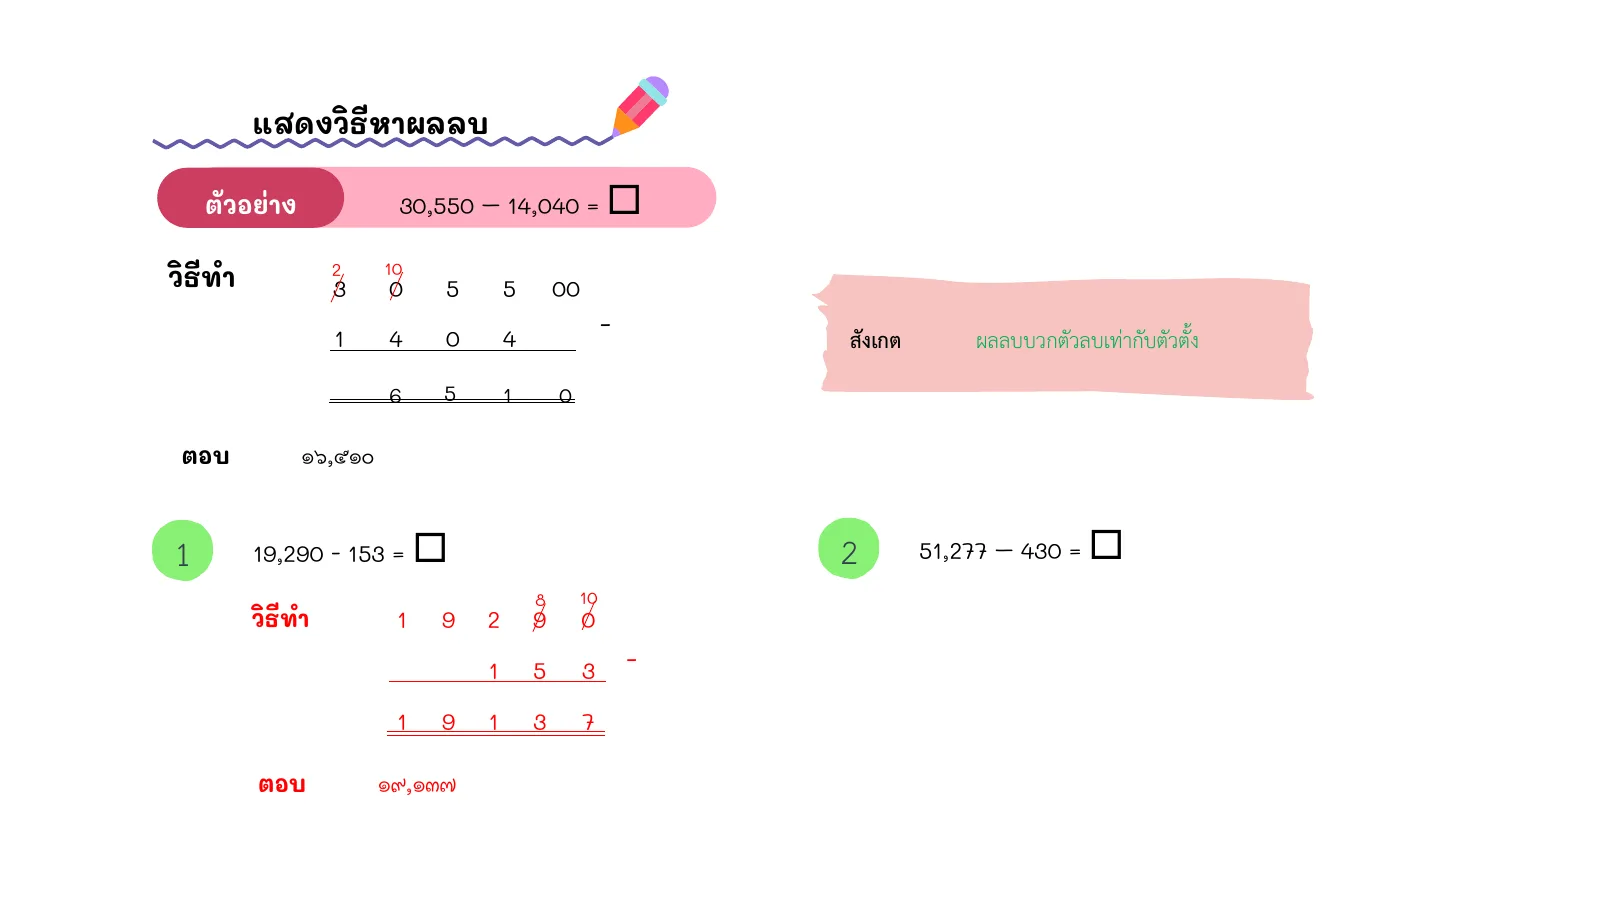 แสดงวิธีหาผลลบ
ตัวอย่าง 30,550 – 14,040 = □
2 10
วิธีทำ 3 0 5 5 00
1 4 0 4 -
6 5 1 0
ตอบ ๑๖,๕๑๐
สังเกต ผลลบบวกตัวลบเท่ากับตัวตั้ง
1 19,290 - 153 = □
8 10
วิธีทำ 1 9 2 9 0
1 5 3 -
1 9 1 3 7
ตอบ ๑๙,๑๓๗
2 51,277 – 430 = □